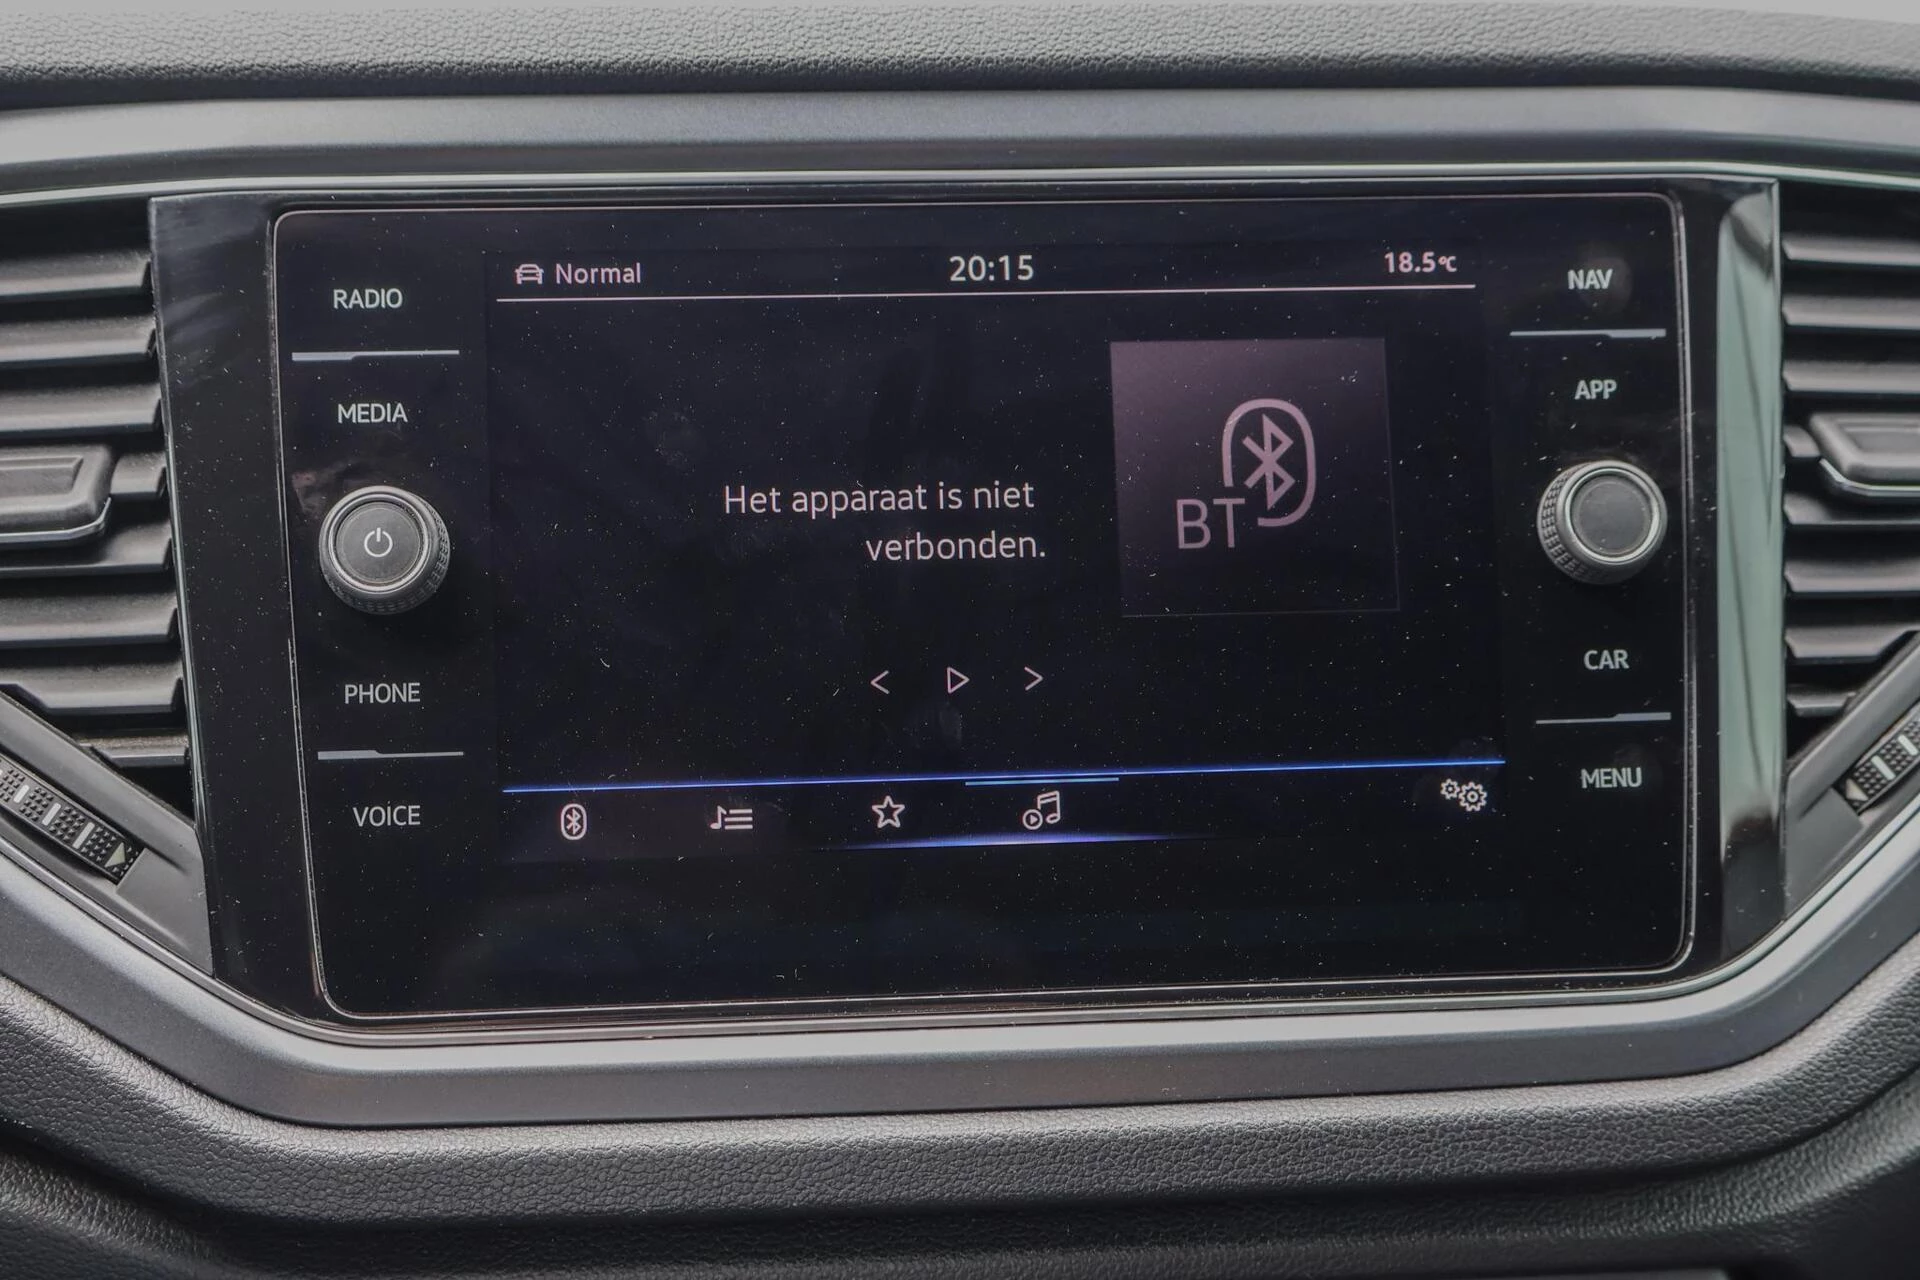 Normal
20:15
18.5°C
RADIO
MEDIA
PHONE
VOICE
Het apparaat is niet
verbonden.
BT
NAV
APP
CAR
MENU